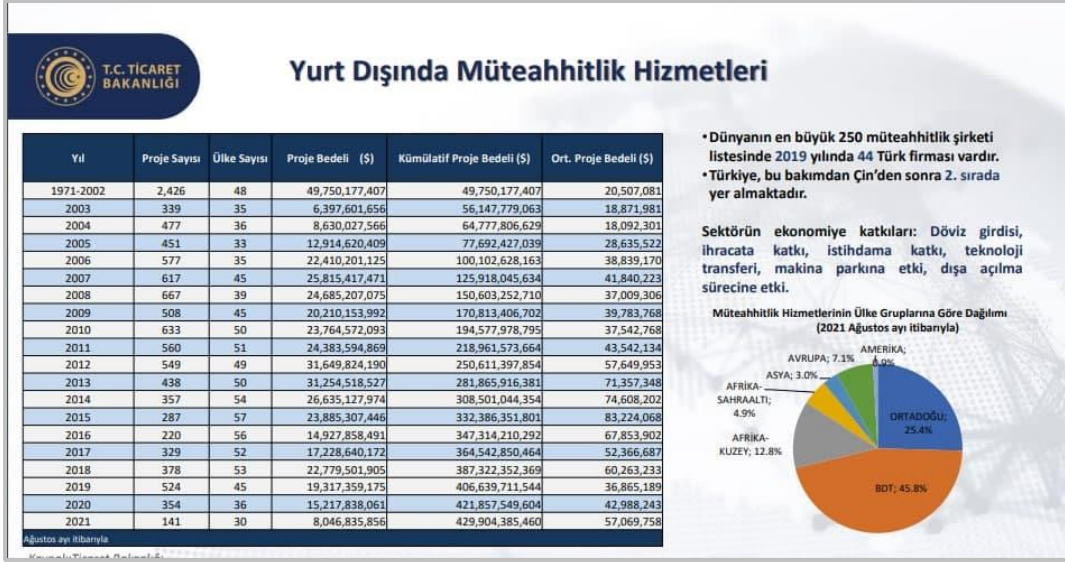 T.C. TİCARET
BAKANLIĞI
Yurt Dışında Müteahhitlik Hizmetleri
Yıl Proje Sayısı Ülke Sayısı Proje Bedeli ($) Kümülatif Proje Bedeli ($) Ort. Proje Bedeli ($)
1971-2002 2,426 48 49,750,177,407 49,750,177,407 20,507,081
2003 339 35 6,397,601,656 56,147,779,063 18,871,981
2004 477 36 8,630,027,566 64,777,806,629 18,092,301
2005 451 33 12,914,620,409 77,692,427,039 28,635,522
2006 577 35 22,410,201,125 100,102,628,163 38,839,170
2007 617 45 25,815,417,471 125,918,045,634 41,840,223
2008 667 39 24,685,207,075 150,603,252,710 37,009,306
2009 508 45 20,210,153,992 170,813,406,702 39,783,768
2010 633 50 23,764,572,093 194,577,978,795 37,542,768
2011 560 51 24,383,594,869 218,961,573,664 43,542,134
2012 549 49 31,649,824,190 250,611,397,854 57,649,953
2013 438 50 31,254,518,527 281,865,916,381 71,357,348
2014 357 54 26,635,127,974 308,501,044,354 74,608,202
2015 287 57 23,885,307,446 332,386,351,801 83,224,068
2016 220 56 14,927,858,491 347,314,210,292 67,853,902
2017 329 52 17,228,640,172 364,542,850,464 52,366,687
2018 378 53 22,779,501,905 387,322,352,369 60,263,233
2019 524 45 19,317,359,175 406,639,711,544 36,865,189
2020 354 36 15,217,838,061 421,857,549,604 42,988,243
2021 141 30 8,046,835,856 429,904,385,460 57,069,758
Ağustos ayı itibarıyla
•Dünyanın en büyük 250 müteahhitlik şirketi
listesinde 2019 yılında 44 Türk firması vardır.
•Türkiye, bu bakımdan Çin'den sonra 2. sırada
yer almaktadır.
Sektörün ekonomiye katkıları: Döviz girdisi,
ihracata katkı, istihdama katkı, teknoloji
transferi, makina parkına etki, dışa açılma
sürecine etki.
Müteahhitlik Hizmetlerinin Ülke Gruplarına Göre Dağılımı
(2021 Ağustos ayı itibarıyla)
AMERİKA;
0.9%
AVRUPA; 7.1%
ASYA; 3.0%
AFRİKA-
SAHRAALTI;
4.9%
AFRİKA-
KUZEY; 12.8%
ORTADOĞU;
25.4%
BDT; 45.8%